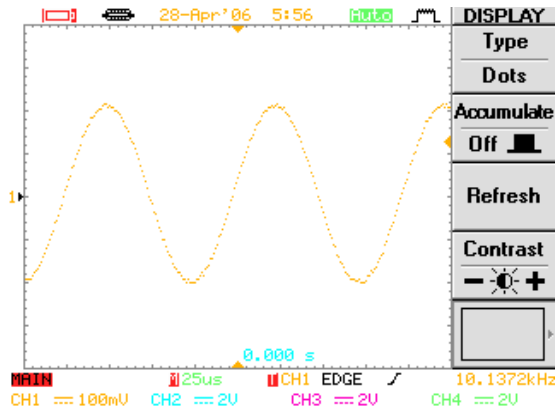 28-Apr'06 5:56 Auto
DISPLAY
Type
Dots
Accumulate
Off
Refresh
Contrast
1
0.000 s
MAIN M 25us T CH1 EDGE 10.1372kHz
CH1 100mV CH2 2V CH3 2V CH4 2V